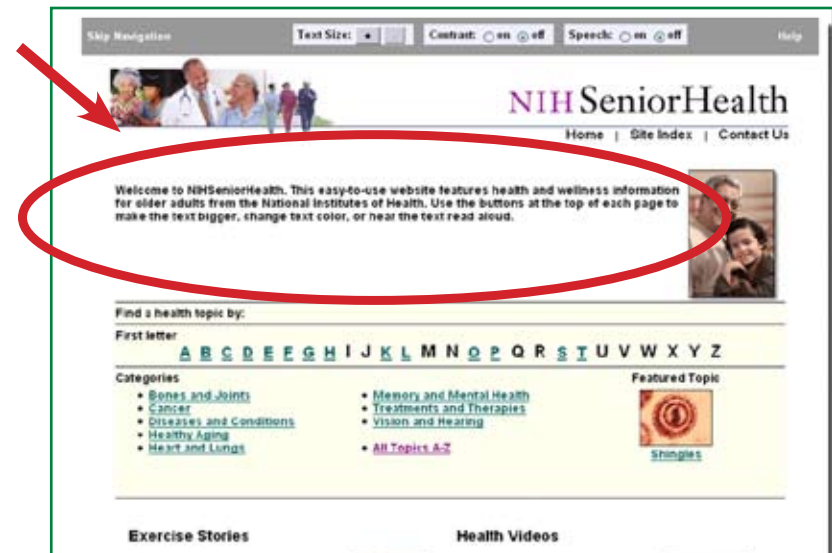 Skip Navigation Text Size: Contrast: on off Speech: on off Help
NIHSeniorHealth
Home | Site Index | Contact Us
Welcome to NIHSeniorHealth. This easy-to-use website features health and wellness information
for older adults from the National Institutes of Health. Use the buttons at the top of each page to
make the text bigger, change text color, or hear the text read aloud.
Find a health topic by:
First letter
A B C D E F G H I J K L M N O P Q R S T U V W X Y Z
Categories
• Bones and Joints
• Cancer
• Diseases and Conditions
• Healthy Aging
• Heart and Lungs
• Memory and Mental Health
• Treatments and Therapies
• Vision and Hearing
• All Topics A-Z
Featured Topic
Shingles
Exercise Stories
Health Videos